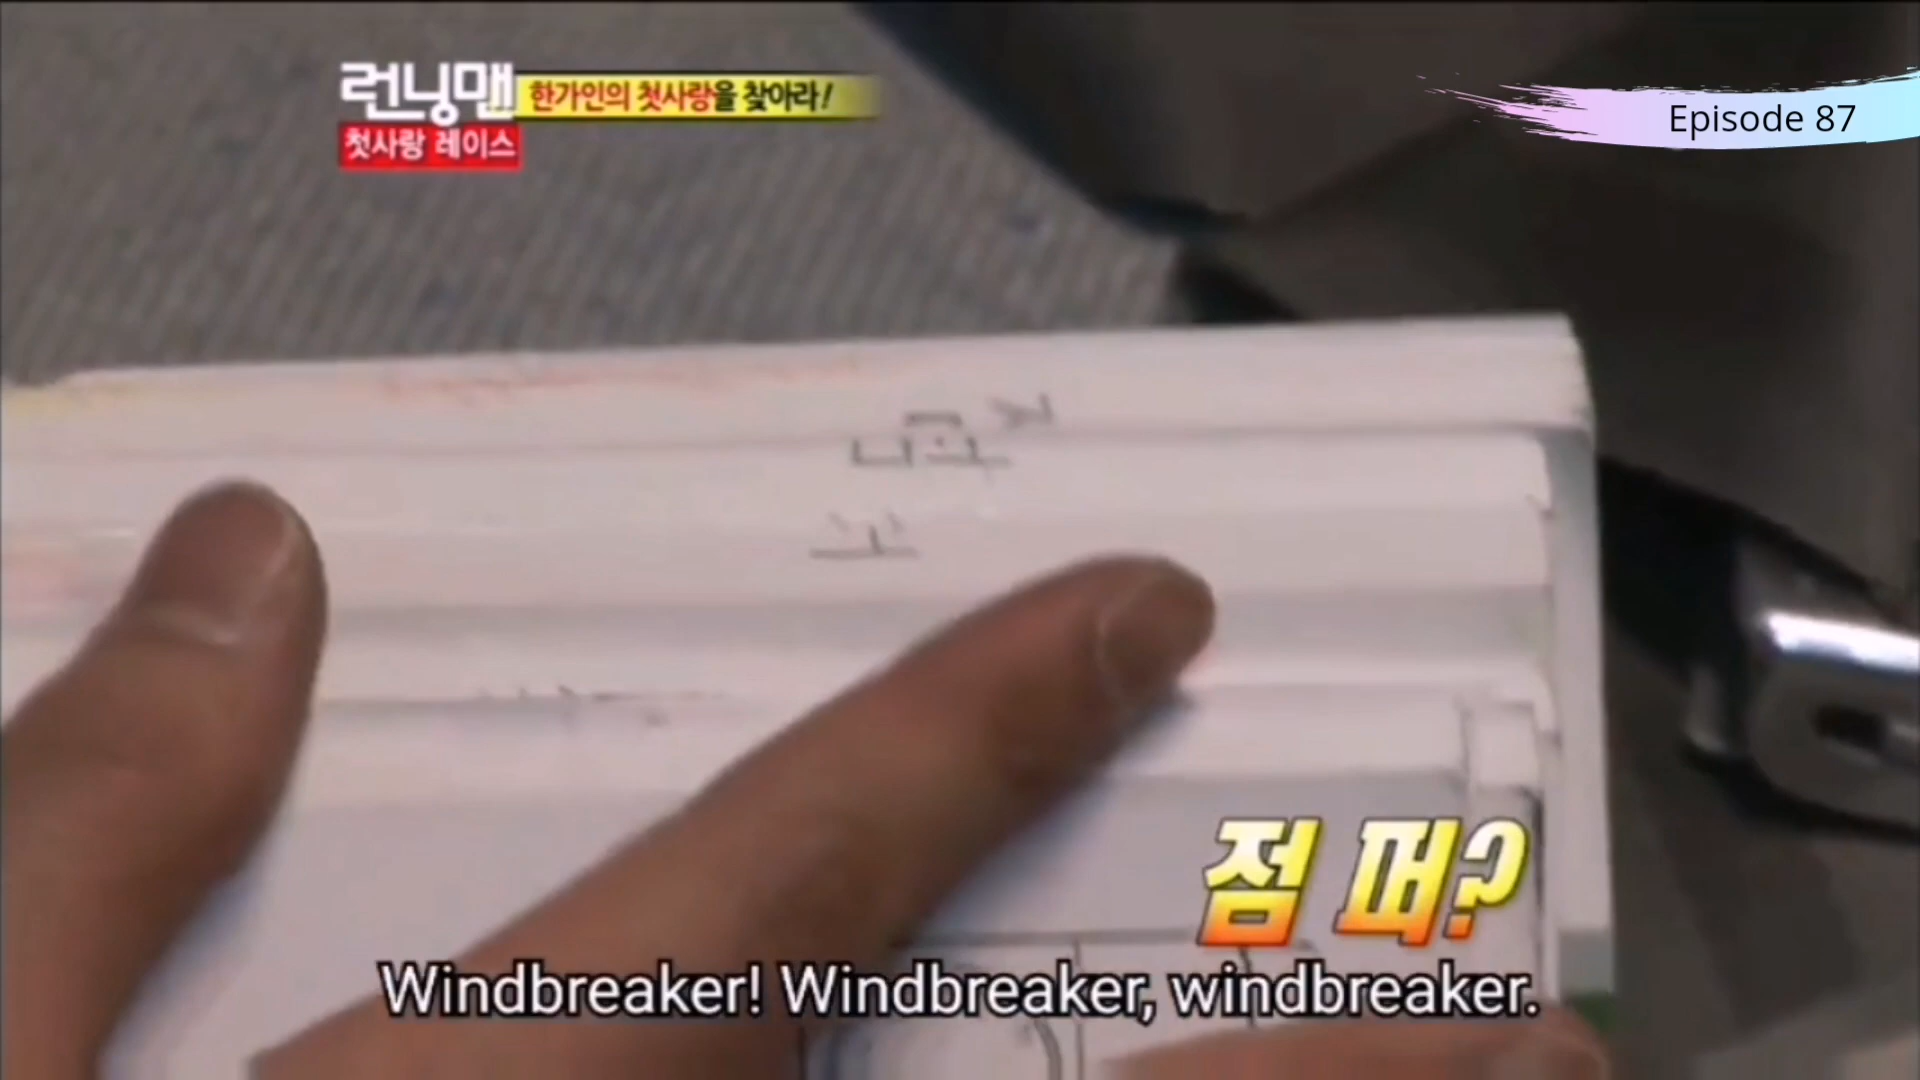 런닝맨 한가인의 첫사랑을 찾아라!
첫사랑 레이스
Episode 87
점 퍼?
Windbreaker! Windbreaker, windbreaker.